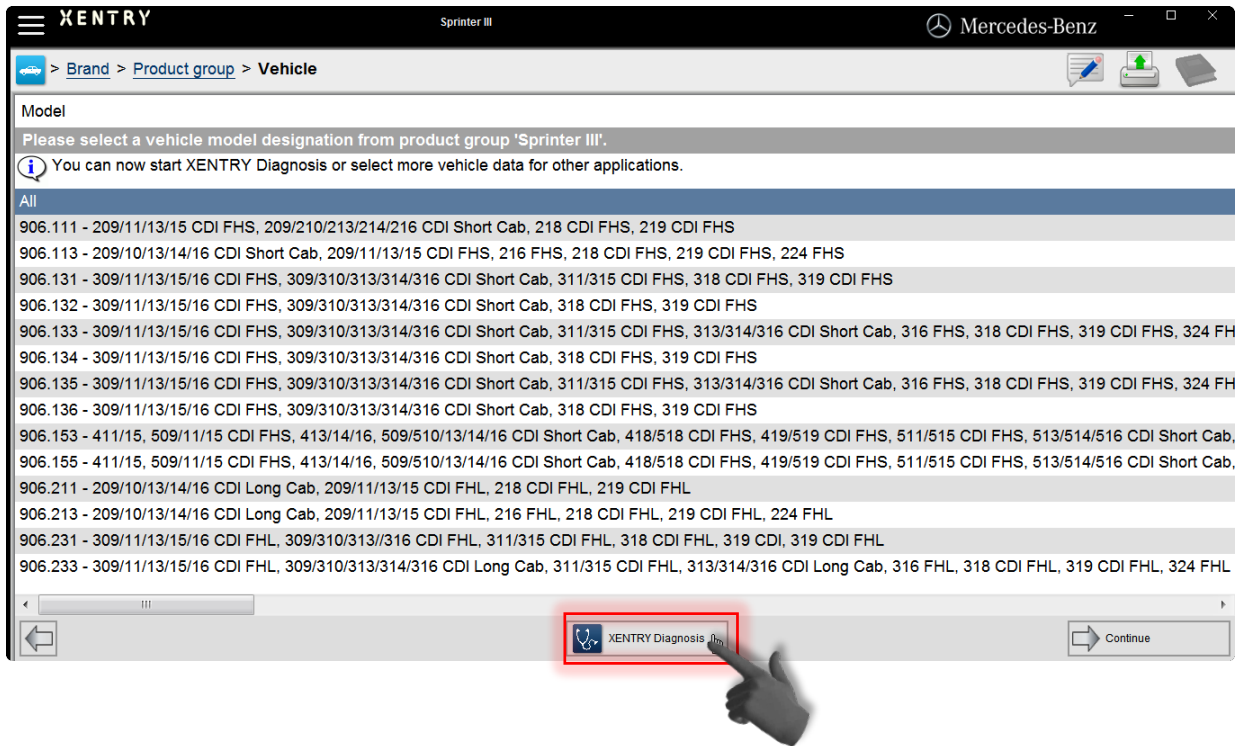 XENTRY
Sprinter III
Mercedes-Benz
> Brand > Product group > Vehicle
Model
Please select a vehicle model designation from product group 'Sprinter III'.
You can now start XENTRY Diagnosis or select more vehicle data for other applications.
All
906.111 - 209/11/13/15 CDI FHS, 209/210/213/214/216 CDI Short Cab, 218 CDI FHS, 219 CDI FHS
906.113 - 209/10/13/14/16 CDI Short Cab, 209/11/13/15 CDI FHS, 216 FHS, 218 CDI FHS, 219 CDI FHS, 224 FHS
906.131 - 309/11/13/15/16 CDI FHS, 309/310/313/314/316 CDI Short Cab, 311/315 CDI FHS, 318 CDI FHS, 319 CDI FHS
906.132 - 309/11/13/15/16 CDI FHS, 309/310/313/314/316 CDI Short Cab, 318 CDI FHS, 319 CDI FHS
906.133 - 309/11/13/15/16 CDI FHS, 309/310/313/314/316 CDI Short Cab, 311/315 CDI FHS, 313/314/316 CDI Short Cab, 316 FHS, 318 CDI FHS, 319 CDI FHS, 324 FH
906.134 - 309/11/13/15/16 CDI FHS, 309/310/313/314/316 CDI Short Cab, 318 CDI FHS, 319 CDI FHS
906.135 - 309/11/13/15/16 CDI FHS, 309/310/313/314/316 CDI Short Cab, 311/315 CDI FHS, 313/314/316 CDI Short Cab, 316 FHS, 318 CDI FHS, 319 CDI FHS, 324 FH
906.136 - 309/11/13/15/16 CDI FHS, 309/310/313/314/316 CDI Short Cab, 318 CDI FHS, 319 CDI FHS
906.153 - 411/15, 509/11/15 CDI FHS, 413/14/16, 509/510/13/14/16 CDI Short Cab, 418/518 CDI FHS, 419/519 CDI FHS, 511/515 CDI FHS, 513/514/516 CDI Short Cab,
906.155 - 411/15, 509/11/15 CDI FHS, 413/14/16, 509/510/13/14/16 CDI Short Cab, 418/518 CDI FHS, 419/519 CDI FHS, 511/515 CDI FHS, 513/514/516 CDI Short Cab,
906.211 - 209/10/13/14/16 CDI Long Cab, 209/11/13/15 CDI FHL, 218 CDI FHL, 219 CDI FHL
906.213 - 209/10/13/14/16 CDI Long Cab, 209/11/13/15 CDI FHL, 216 FHL, 218 CDI FHL, 219 CDI FHL, 224 FHL
906.231 - 309/11/13/15/16 CDI FHL, 309/310/313//316 CDI FHL, 311/315 CDI FHL, 318 CDI FHL, 319 CDI, 319 CDI FHL
906.233 - 309/11/13/15/16 CDI FHL, 309/310/313/314/316 CDI Long Cab, 311/315 CDI FHL, 313/314/316 CDI Long Cab, 316 FHL, 318 CDI FHL, 319 CDI FHL, 324 FHL
XENTRY Diagnosis
Continue